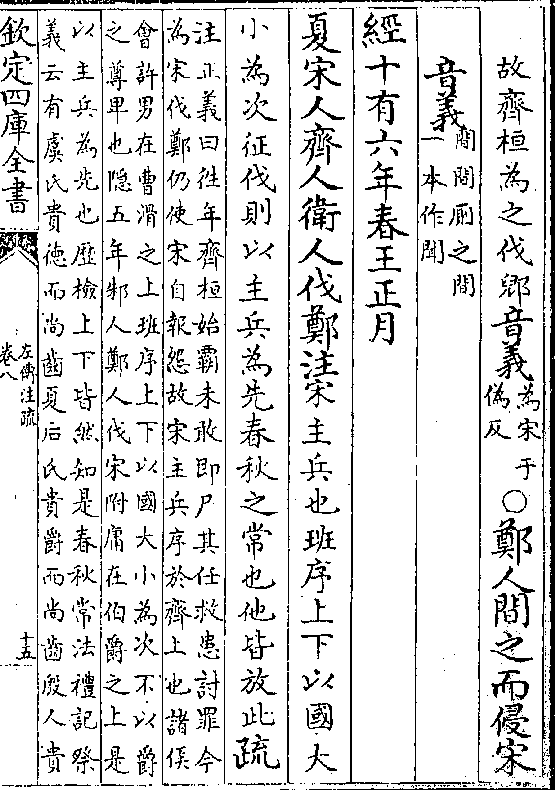 故齊桓為之伐郳音義為宋于
偽反○鄭人間之而侵宋
音義間間厠之間
一本作聞
經十有六年春王正月
夏宋人齊人衛人伐鄭注宋主兵也班序上下以國大
小為次征伐則以主兵為先春秋之常也他皆放此疏
注正義曰徃年齊桓始霸未敢即尸其任救患討罪今
為宋伐鄭仍使宋自報怨故宋主兵序於齊上也諸侯
會許男在曹滑之上班序上下以國大小為次不以爵
之尊卑也隱五年邾人鄭人伐宋附庸在伯爵之上是
以主兵為先也歷檢上下皆然知是春秋常法禮記祭
義云有虞氏貴德而尚齒夏后氏貴爵而尚齒殷人貴
欽定四庫全書
左傳注疏
卷八
十五